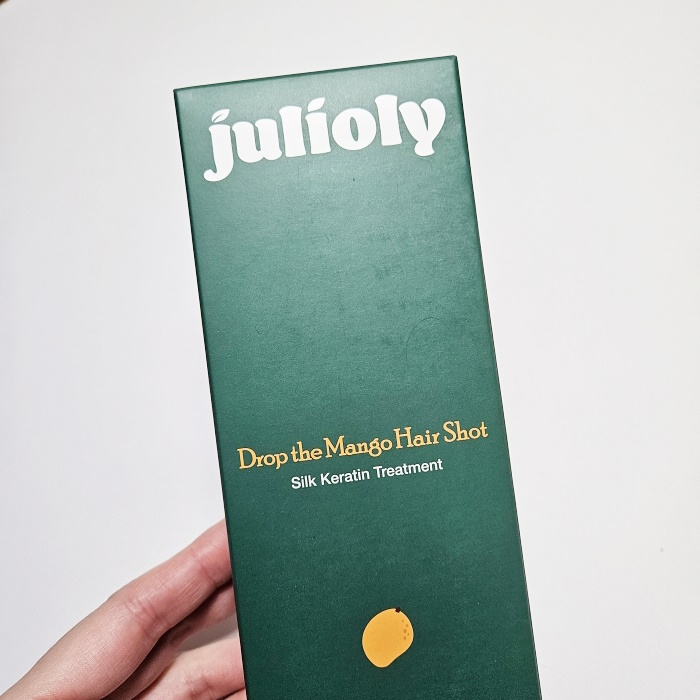 julioly
Drop the Mango Hair Shot
Silk Keratin Treatment